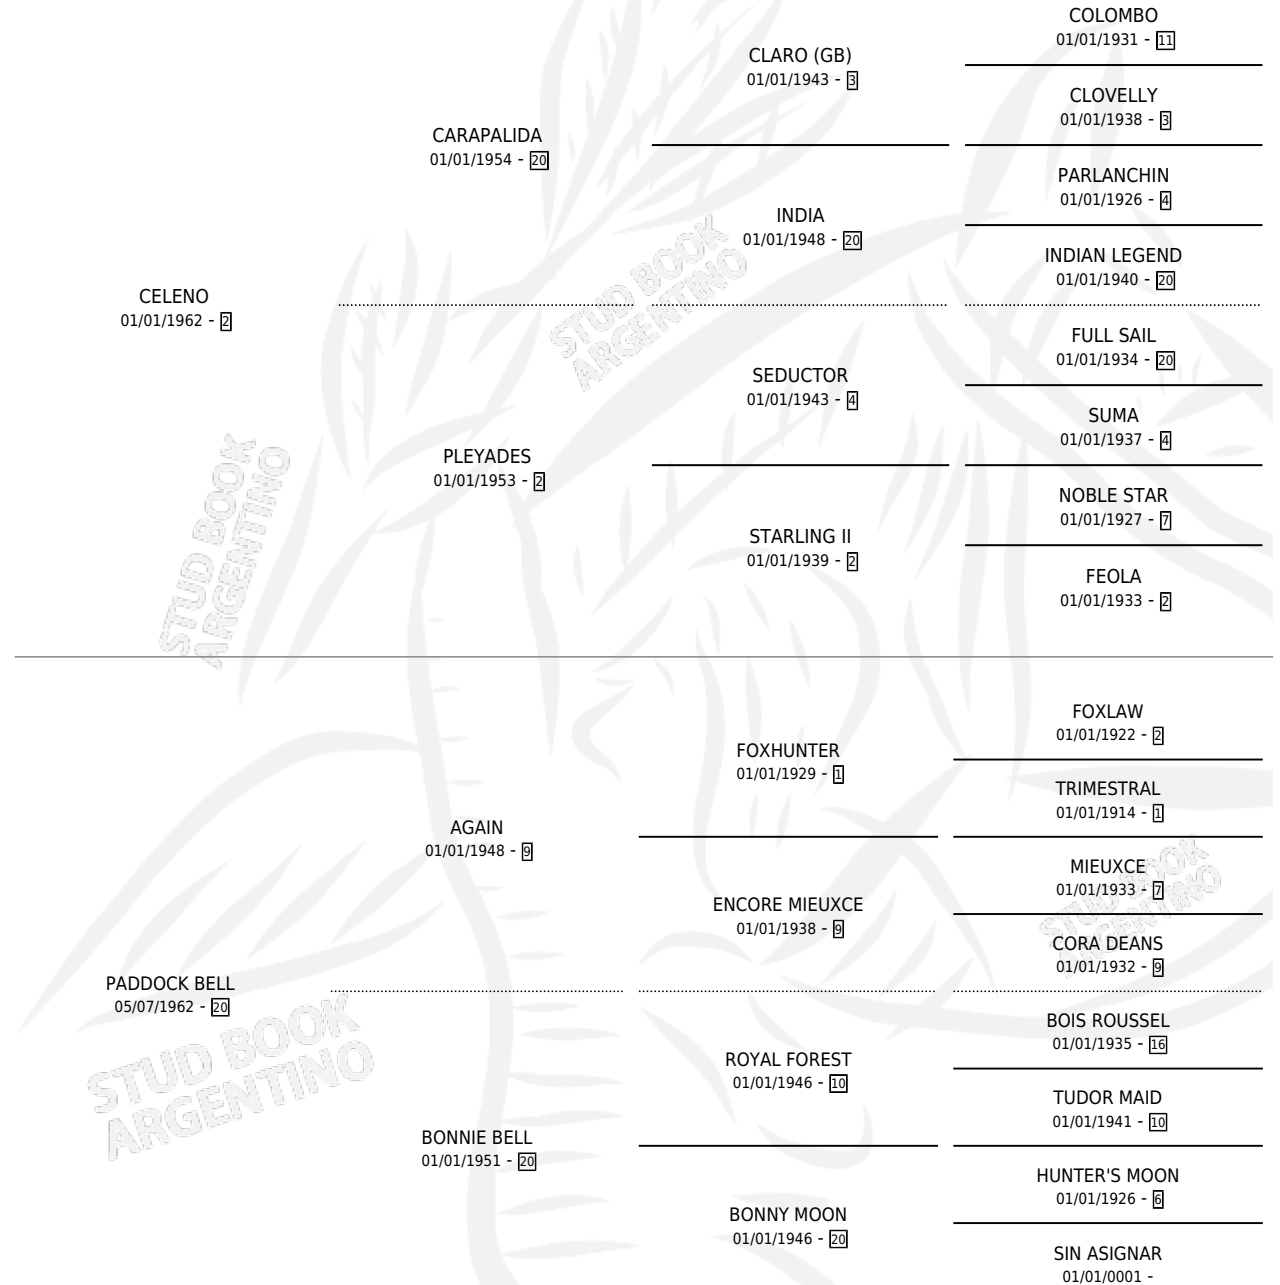 COLOMBO
01/01/1931 - 11
CLARO (GB)
01/01/1943 - 3
CLOVELLY
01/01/1938 - 3
CARAPALIDA
01/01/1954 - 20
PARLANCHIN
01/01/1926 - 4
INDIA
01/01/1948 - 20
INDIAN LEGEND
01/01/1940 - 20
CELENO
01/01/1962 - 2
FULL SAIL
01/01/1934 - 20
SEDUCTOR
01/01/1943 - 4
SUMA
01/01/1937 - 4
PLEYADES
01/01/1953 - 2
NOBLE STAR
01/01/1927 - 7
STARLING II
01/01/1939 - 2
FEOLA
01/01/1933 - 2
FOXLAW
01/01/1922 - 2
FOXHUNTER
01/01/1929 - 1
TRIMESTRAL
01/01/1914 - 1
AGAIN
01/01/1948 - 9
MIEUXCE
01/01/1933 - 7
ENCORE MIEUXCE
01/01/1938 - 9
CORA DEANS
01/01/1932 - 9
PADDOCK BELL
05/07/1962 - 20
BOIS ROUSSEL
01/01/1935 - 16
ROYAL FOREST
01/01/1946 - 10
TUDOR MAID
01/01/1941 - 10
BONNIE BELL
01/01/1951 - 20
HUNTER'S MOON
01/01/1926 - 6
BONNY MOON
01/01/1946 - 20
SIN ASIGNAR
01/01/0001 -
STUD BOOK
ARGENTINO
STUD BOOK
ARGENTINO
STUD BOOK
ARGENTINO
STUD BOOK
ARGENTINO